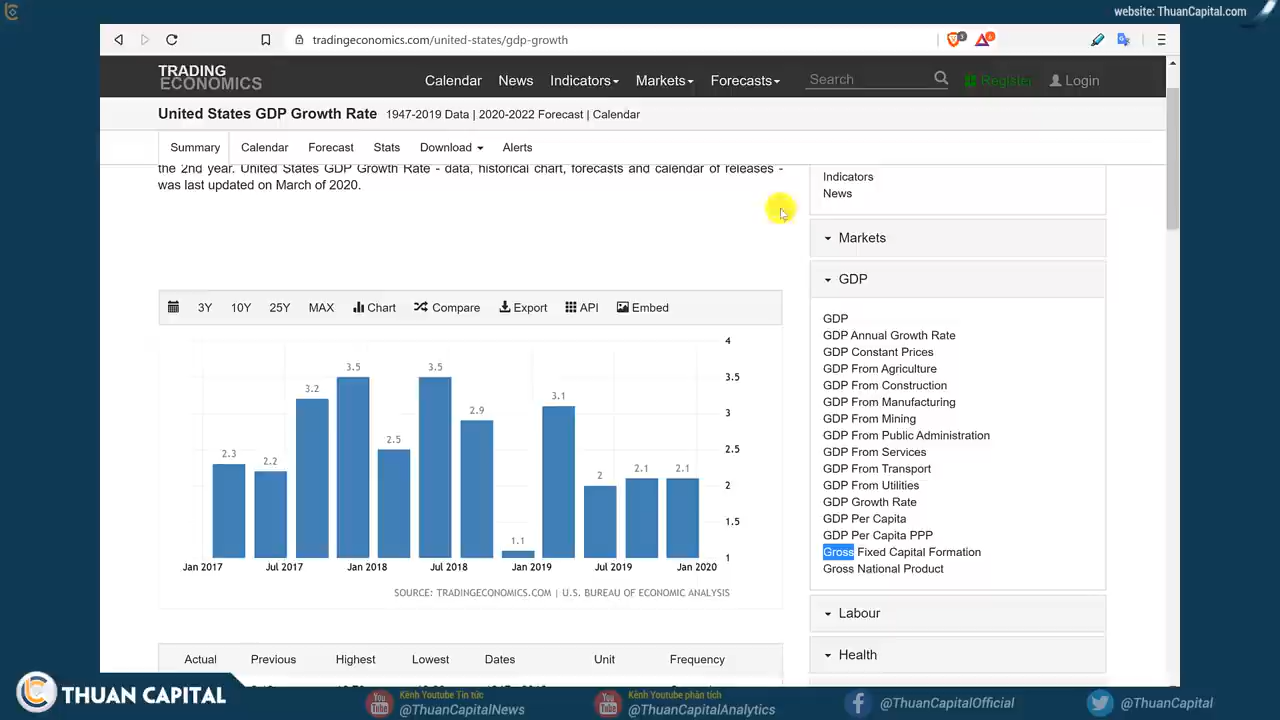 website: ThuanCapital.com
tradingeconomics.com/united-states/gdp-growth
TRADING
ECONOMICS
Calendar News Indicators Markets Forecasts Search Register Login
United States GDP Growth Rate 1947-2019 Data | 2020-2022 Forecast | Calendar
Summary Calendar Forecast Stats Download Alerts
the 2nd year. United States GDP Growth Rate - data, historical chart, forecasts and calendar of releases -
was last updated on March of 2020.
Indicators
News
Markets
GDP
GDP
GDP Annual Growth Rate
GDP Constant Prices
GDP From Agriculture
GDP From Construction
GDP From Manufacturing
GDP From Mining
GDP From Public Administration
GDP From Services
GDP From Transport
GDP From Utilities
GDP Growth Rate
GDP Per Capita
GDP Per Capita PPP
Gross Fixed Capital Formation
Gross National Product
Labour
Health
3Y 10Y 25Y MAX Chart Compare Export API Embed
4
3.5
3
2.5
2
1.5
1
2.3 2.2 3.2 3.5 2.5 3.5 2.9 1.1 3.1 2 2.1 2.1
Jan 2017 Jul 2017 Jan 2018 Jul 2018 Jan 2019 Jul 2019 Jan 2020
SOURCE: TRADINGECONOMICS.COM | U.S. BUREAU OF ECONOMIC ANALYSIS
Actual Previous Highest Lowest Dates Unit Frequency
THUAN CAPITAL
You Tube
Kênh Youtube Tin tức
@ThuanCapitalNews
You Tube
Kênh Youtube phân tích
@ThuanCapitalAnalytics
@ThuanCapitalOfficial
@ThuanCapital